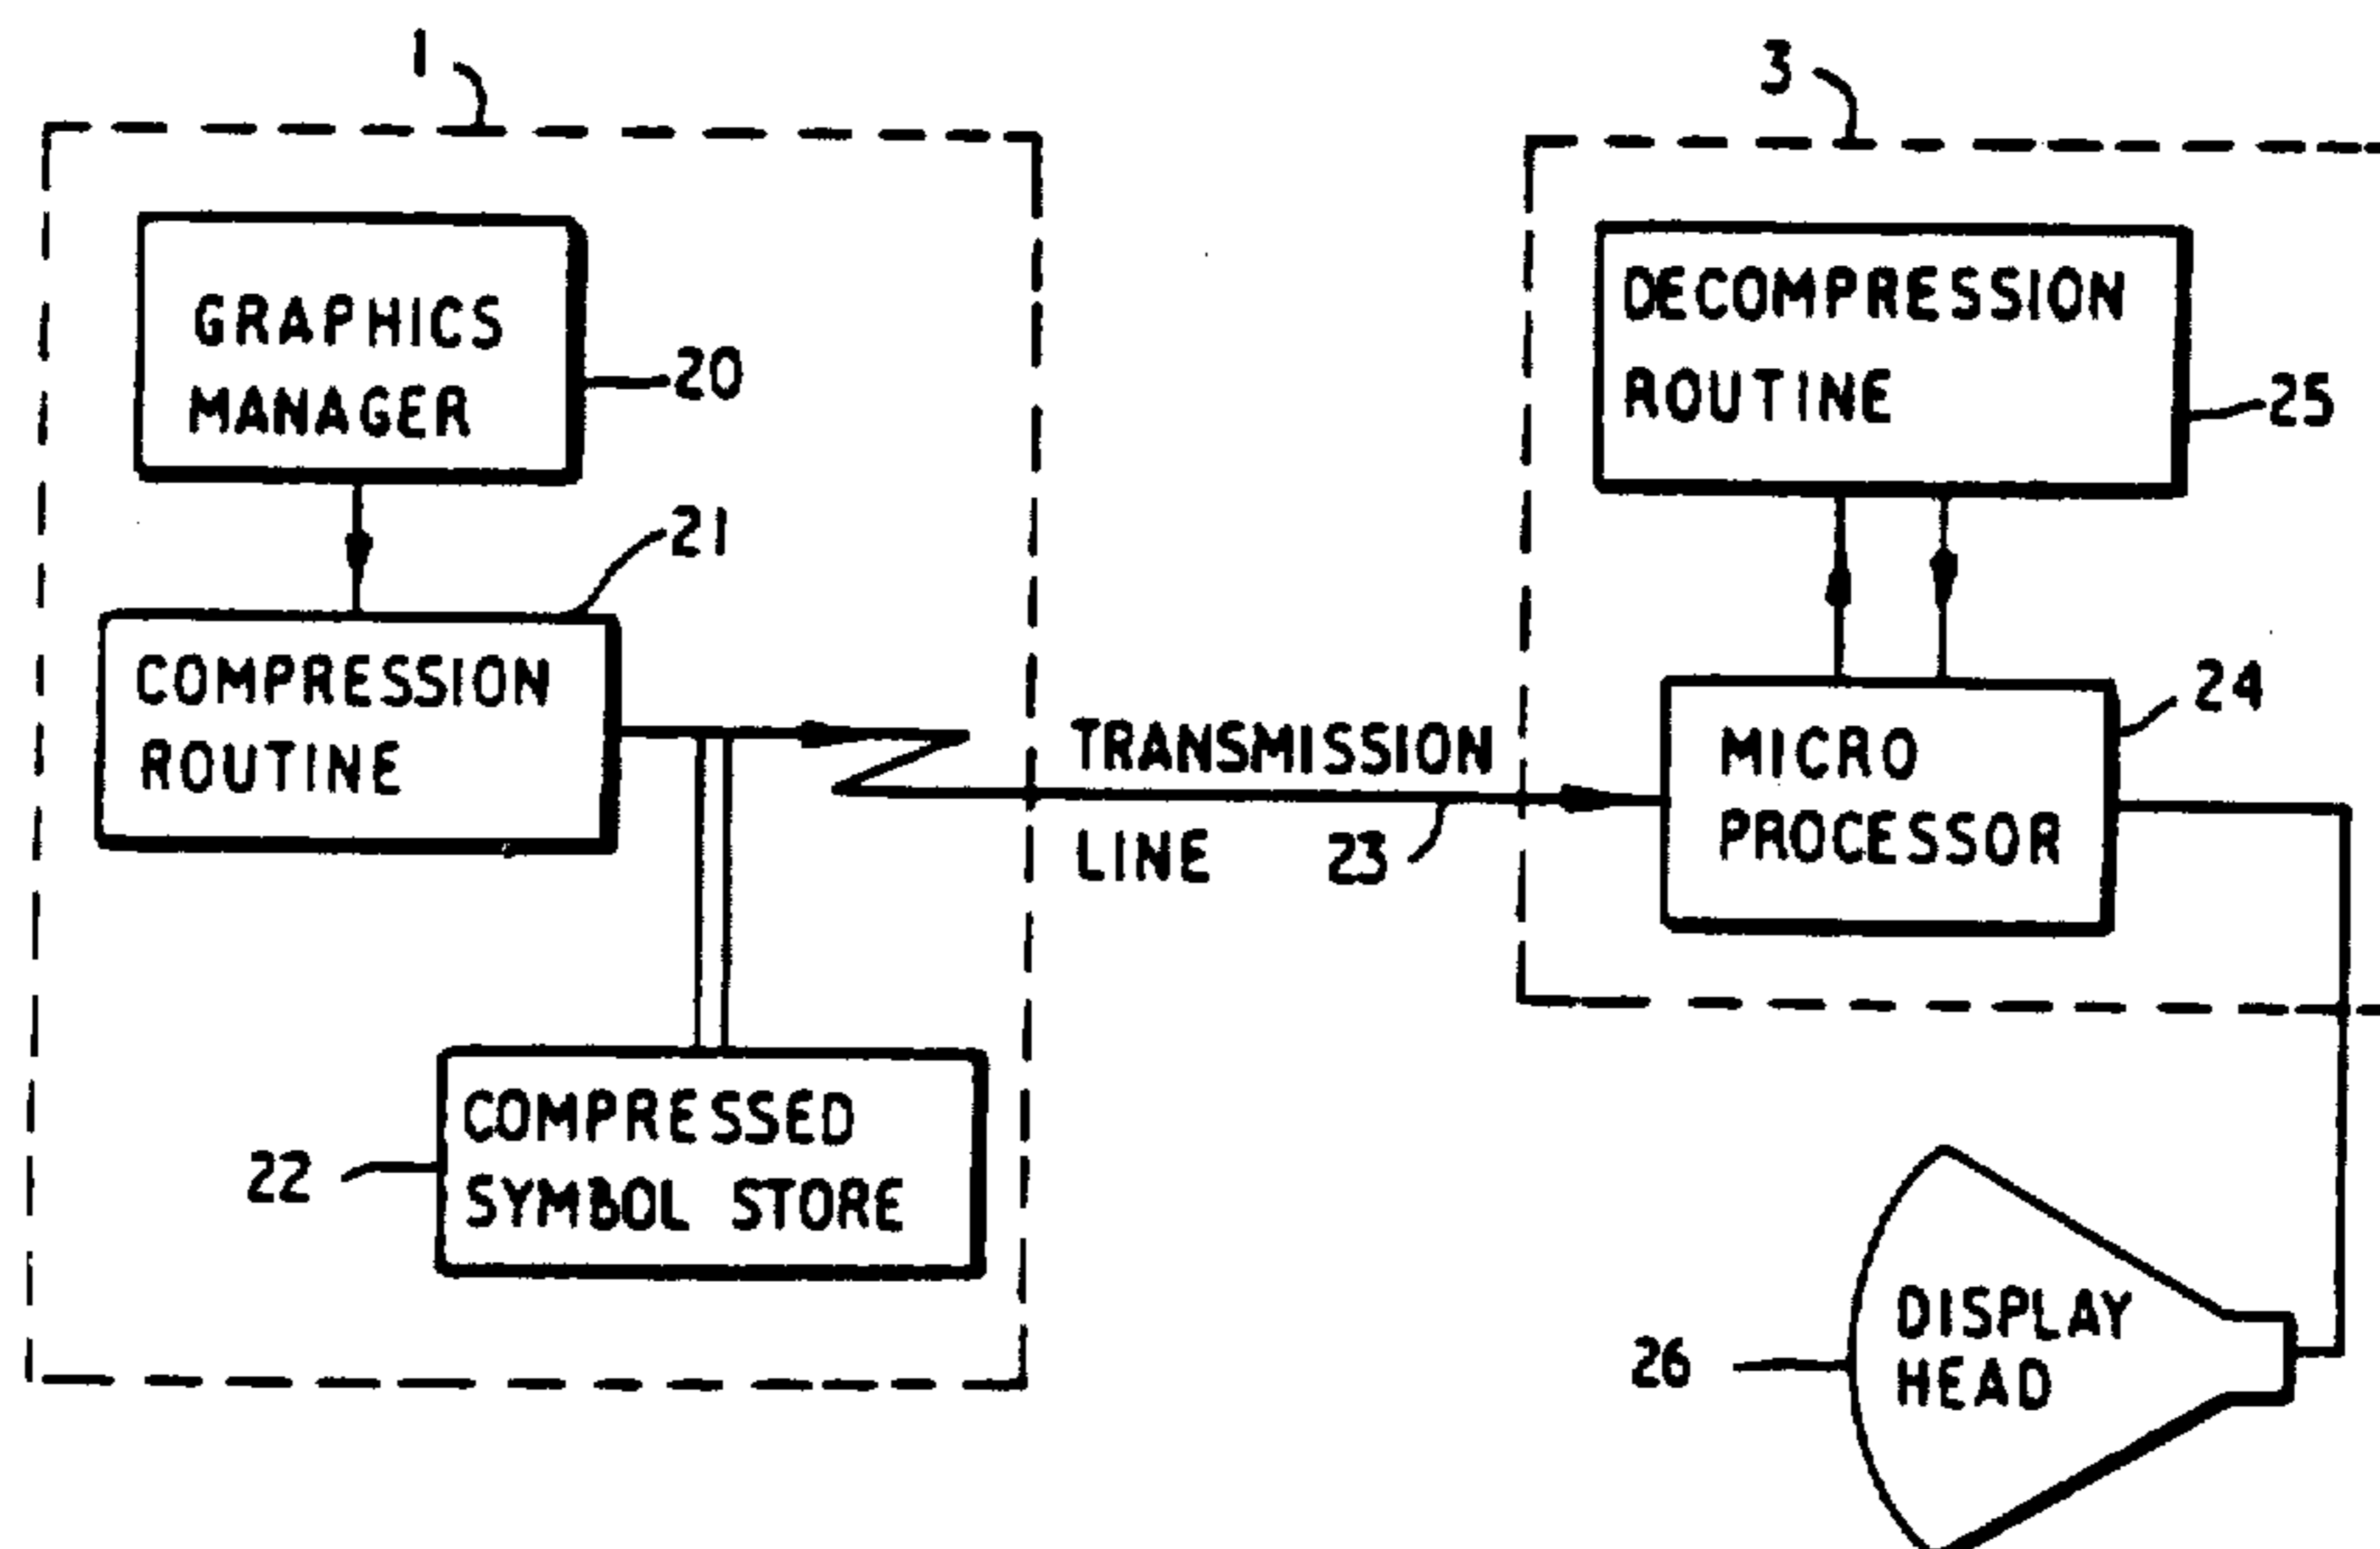 1
GRAPHICS
MANAGER
20
21
COMPRESSION
ROUTINE
COMPRESSED
SYMBOL STORE
22
TRANSMISSION
LINE
23
3
DECOMPRESSION
ROUTINE
25
24
MICRO
PROCESSOR
DISPLAY
HEAD
26